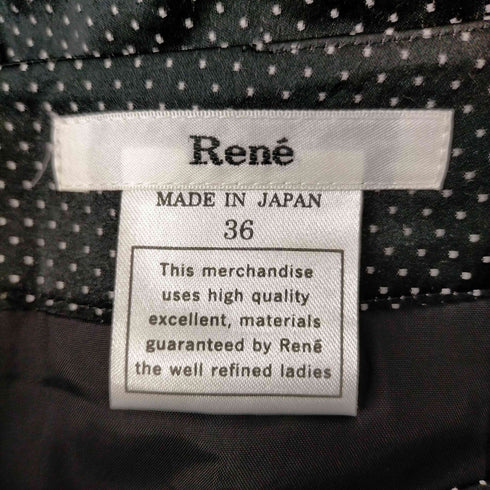 René
MADE IN JAPAN
36
This merchandise
uses high quality
excellent, materials
guaranteed by René
the well refined ladies